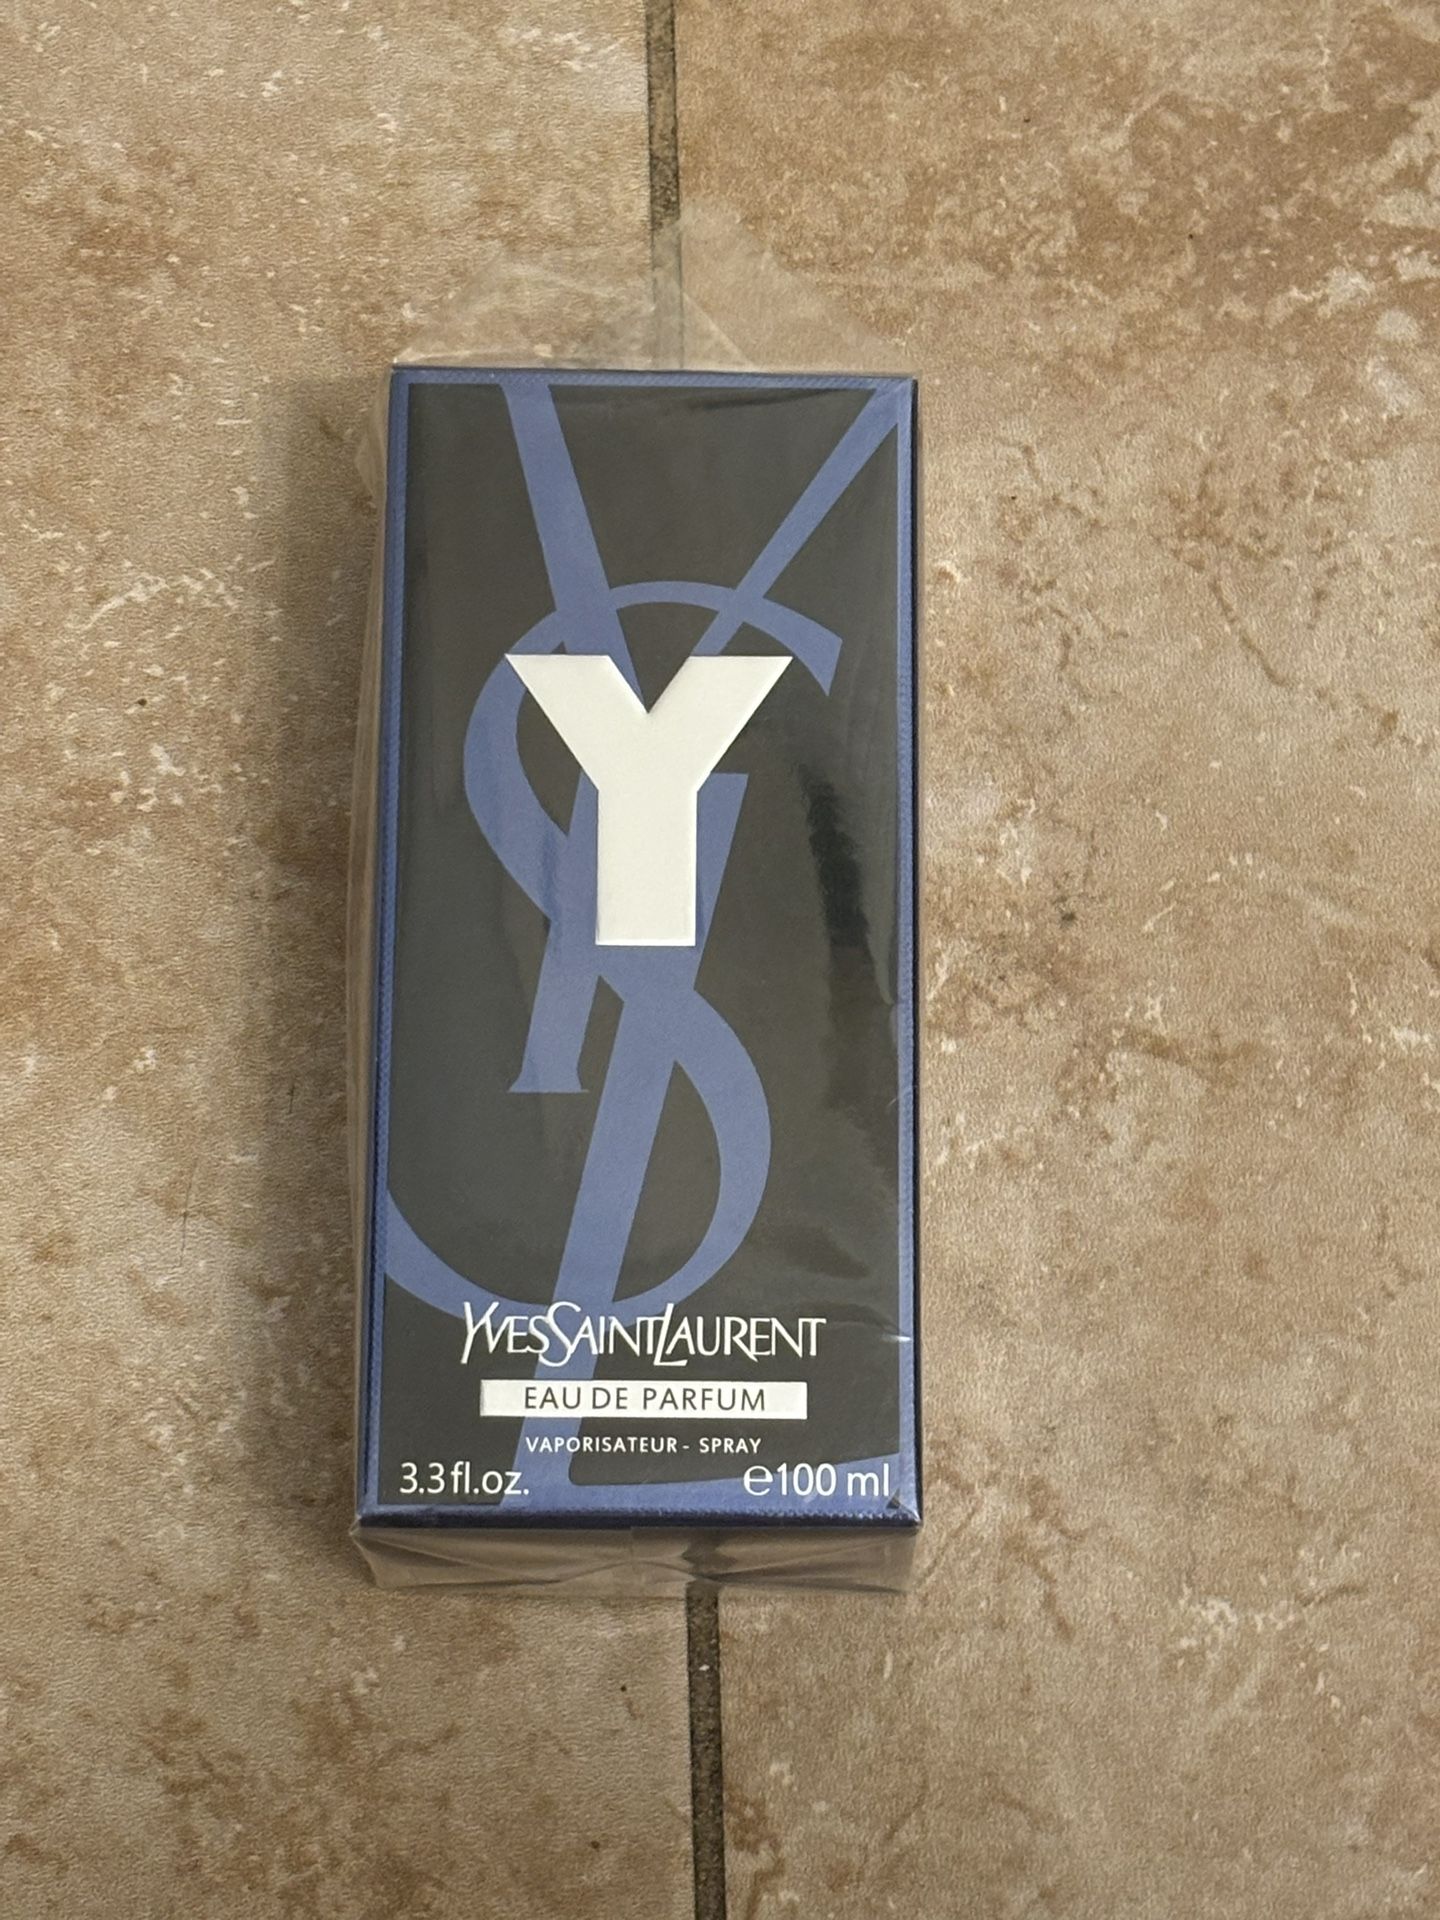 Y
YVESSAINTLAURENT
EAU DE PARFUM
VAPORISATEUR - SPRAY
3.3 fl.oz. ℮100 ml